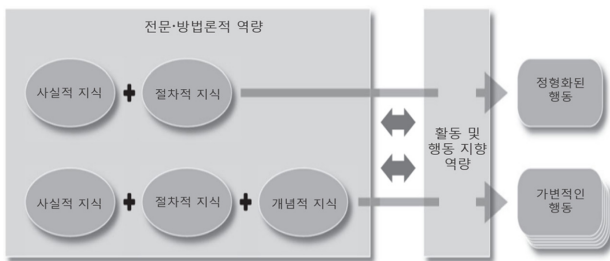 전문·방법론적 역량
사실적 지식
절차적 지식
정형화된
행동
활동 및
행동 지향
역량
사실적 지식
절차적 지식
개념적 지식
가변적인
행동